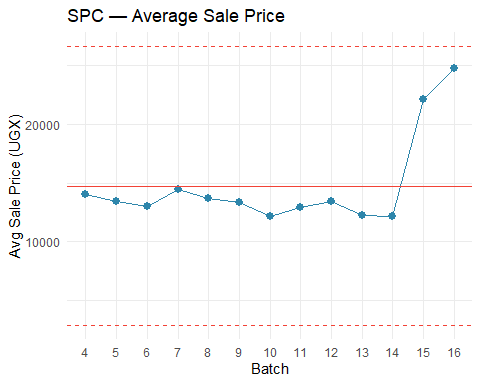 SPC — Average Sale Price
Avg Sale Price (UGX)
20000
10000
4 5 6 7 8 9 10 11 12 13 14 15 16
Batch